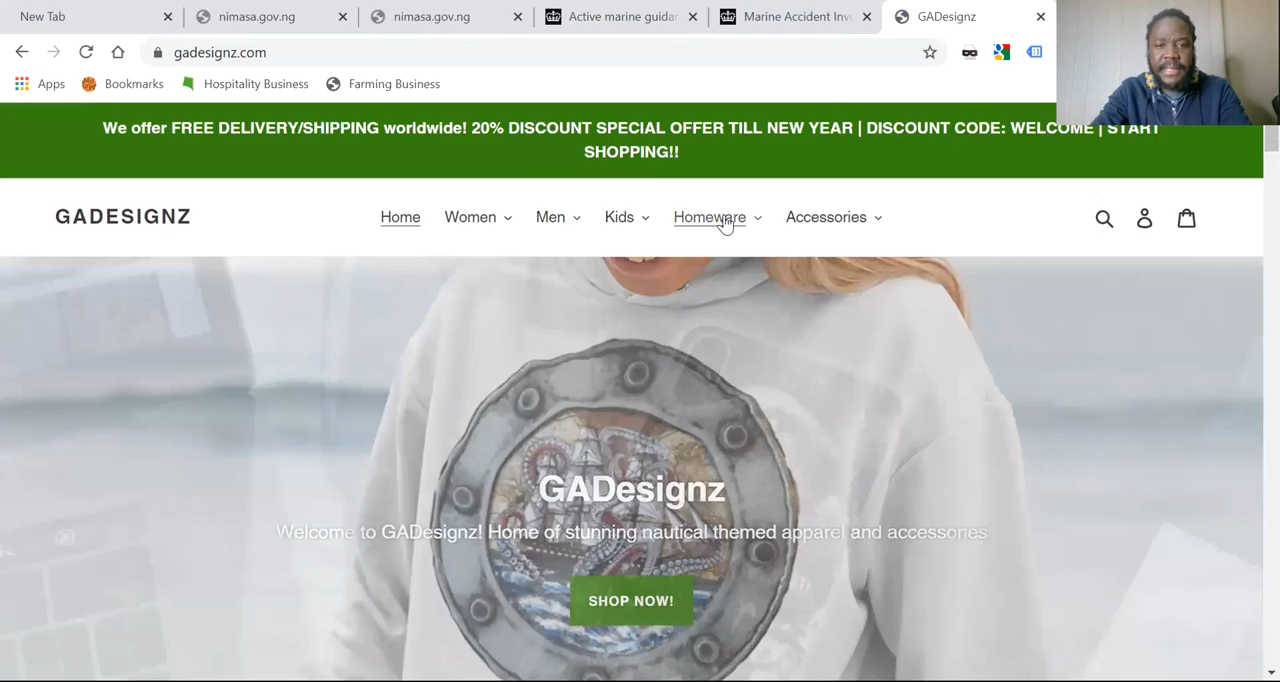 New Tab
nimasa.gov.ng
nimasa.gov.ng
Active marine guidan
Marine Accident Inv
GADesignz
gadesignz.com
Apps
Bookmarks
Hospitality Business
Farming Business
We offer FREE DELIVERY/SHIPPING worldwide! 20% DISCOUNT SPECIAL OFFER TILL NEW YEAR | DISCOUNT CODE: WELCOME | START
SHOPPING!!
GADESIGNZ
Home
Women
Men
Kids
Homeware
Accessories
GADesignz
Welcome to GADesignz! Home of stunning nautical themed apparel and accessories
SHOP NOW!